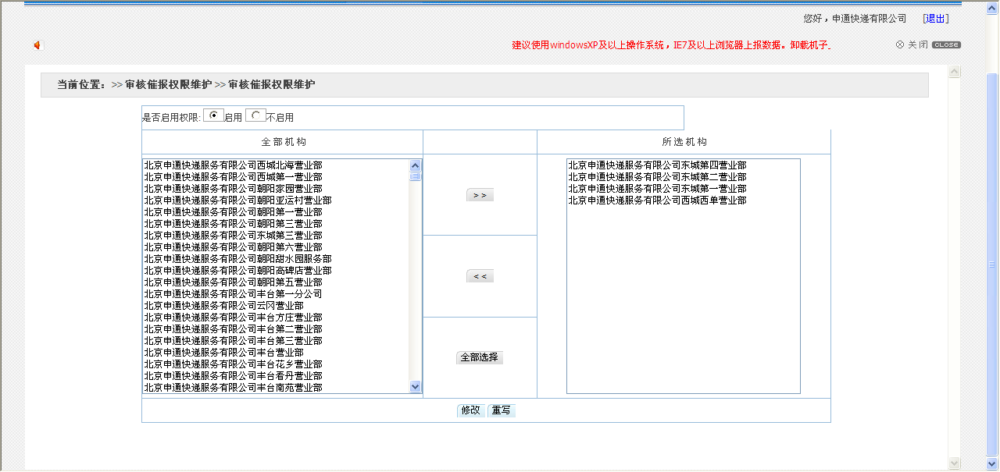 您好，申通快递有限公司 [退出]
建议使用windowsXP及以上操作系统，IE7及以上浏览器上报数据。卸载机子
关闭 CLOSE
当前位置：>> 审核催报权限维护 >> 审核催报权限维护
是否启用权限: 启用 不启用
全部机构
所选机构
北京申通快递服务有限公司西城北海营业部
北京申通快递服务有限公司西城第一营业部
北京申通快递服务有限公司朝阳家园营业部
北京申通快递服务有限公司朝阳亚运村营业部
北京申通快递服务有限公司朝阳第一营业部
北京申通快递服务有限公司朝阳第三营业部
北京申通快递服务有限公司东城第三营业部
北京申通快递服务有限公司朝阳第六营业部
北京申通快递服务有限公司朝阳甜水园服务部
北京申通快递服务有限公司朝阳高碑店营业部
北京申通快递服务有限公司朝阳第五营业部
北京申通快递服务有限公司丰台第一分公司
北京申通快递服务有限公司云冈营业部
北京申通快递服务有限公司丰台方庄营业部
北京申通快递服务有限公司丰台第二营业部
北京申通快递服务有限公司丰台第三营业部
北京申通快递服务有限公司丰台营业部
北京申通快递服务有限公司丰台花乡营业部
北京申通快递服务有限公司丰台看丹营业部
北京申通快递服务有限公司丰台南苑营业部
>>
<<
全部选择
北京申通快递服务有限公司东城第四营业部
北京申通快递服务有限公司东城第二营业部
北京申通快递服务有限公司东城第一营业部
北京申通快递服务有限公司西城西单营业部
修改 重写